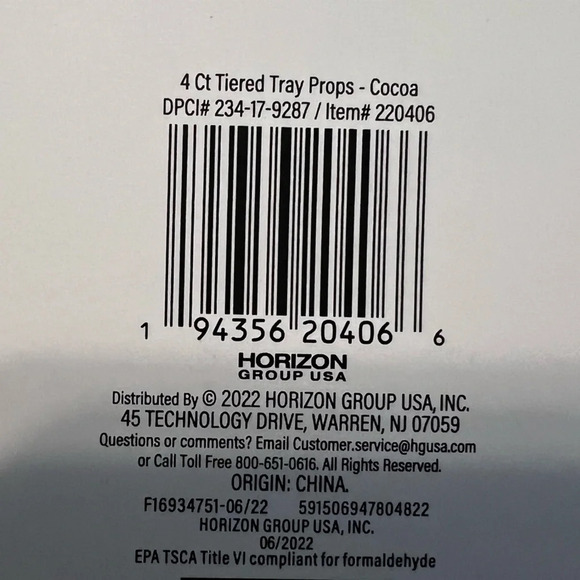 4 Ct Tiered Tray Props - Cocoa
DPCI# 234-17-9287 / Item# 220406
1 94356 20406 6
HORIZON
GROUP USA
Distributed By © 2022 HORIZON GROUP USA, INC.
45 TECHNOLOGY DRIVE, WARREN, NJ 07059
Questions or comments? Email Customer.service@hgusa.com
or Call Toll Free 800-651-0616. All Rights Reserved.
ORIGIN: CHINA.
F16934751-06/22 591506947804822
HORIZON GROUP USA, INC.
06/2022
EPA TSCA Title VI compliant for formaldehyde